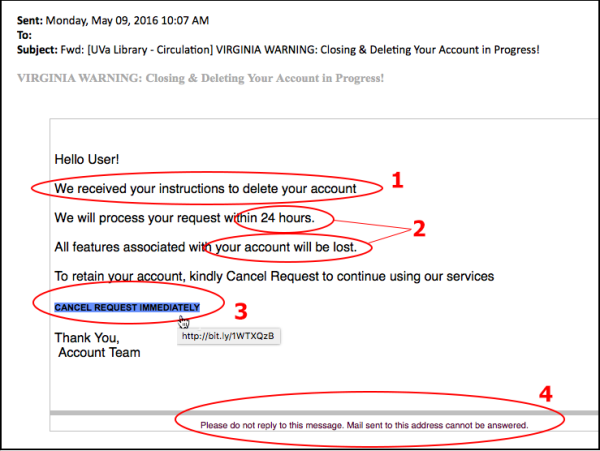 Sent: Monday, May 09, 2016 10:07 AM
To:
Subject: Fwd: [UVa Library - Circulation] VIRGINIA WARNING: Closing & Deleting Your Account in Progress!
VIRGINIA WARNING: Closing & Deleting Your Account in Progress!
Hello User!
We received your instructions to delete your account
1
We will process your request within 24 hours.
2
All features associated with your account will be lost.
To retain your account, kindly Cancel Request to continue using our services
CANCEL REQUEST IMMEDIATELY
3
http://bit.ly/1WTXQzB
Thank You,
Account Team
4
Please do not reply to this message. Mail sent to this address cannot be answered.